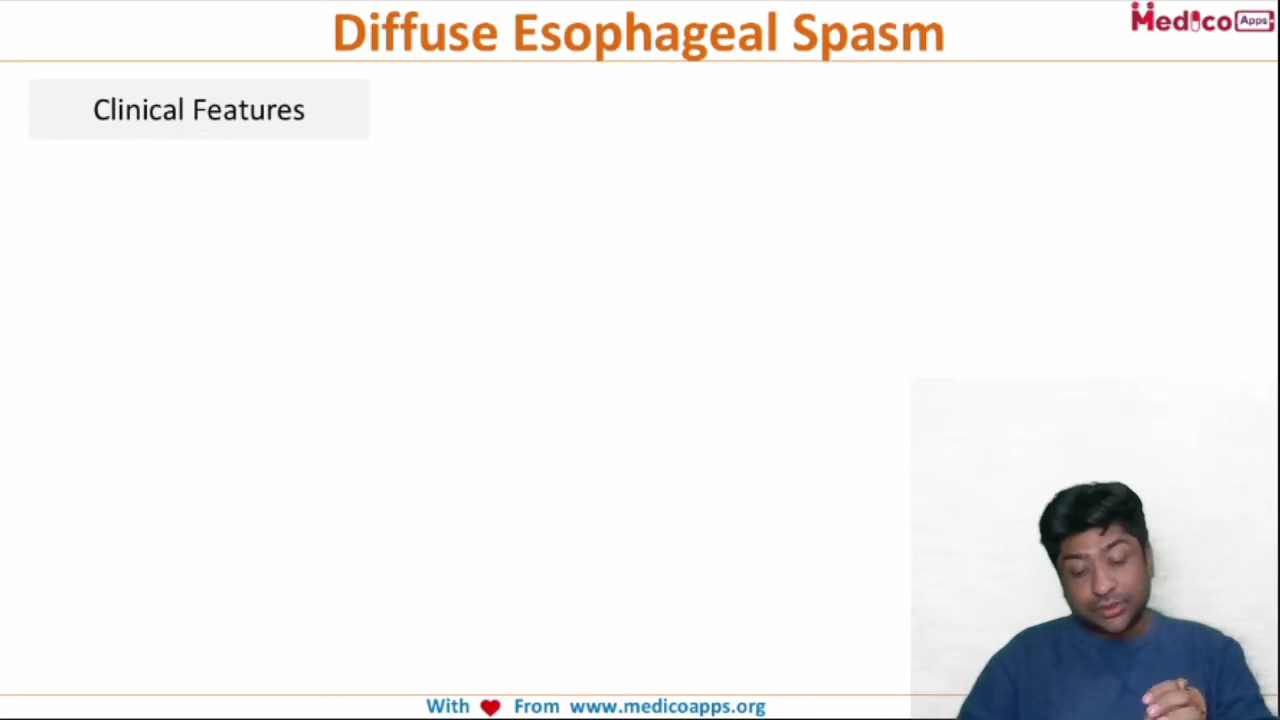 Diffuse Esophageal Spasm
Medico Apps
Clinical Features
With From www.medicoapps.org